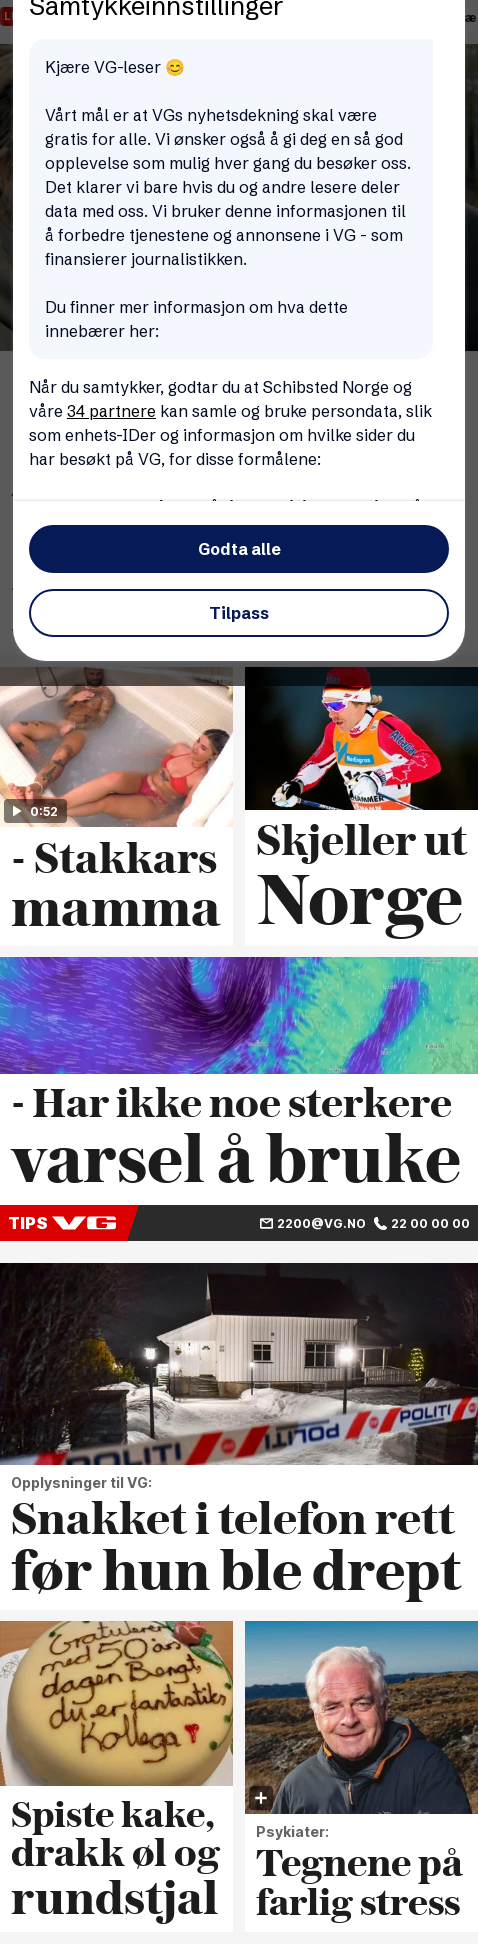 Samtykkeinnstillinger
Kjære VG-leser 😊
Vårt mål er at VGs nyhetsdekning skal være
gratis for alle. Vi ønsker også å gi deg en så god
opplevelse som mulig hver gang du besøker oss.
Det klarer vi bare hvis du og andre lesere deler
data med oss. Vi bruker denne informasjonen til
å forbedre tjenestene og annonsene i VG - som
finansierer journalistikken.
Du finner mer informasjon om hva dette
innebærer her:
Når du samtykker, godtar du at Schibsted Norge og
våre 34 partnere kan samle og bruke persondata, slik
som enhets-IDer og informasjon om hvilke sider du
har besøkt på VG, for disse formålene:
Godta alle
Tilpass
0:52
- Stakkars
mamma
Skjeller ut
Norge
- Har ikke noe sterkere
varsel å bruke
TIPS VG 2200@VG.NO 22 00 00 00
POLITI POLITI POLITI
Opplysninger til VG:
Snakket i telefon rett
før hun ble drept
Gratulerer
med 50 års
dagen Bengt,
du er fantastiks
Kollega
Spiste kake,
drakk øl og
rundstjal
Psykiater:
Tegnene på
farlig stress